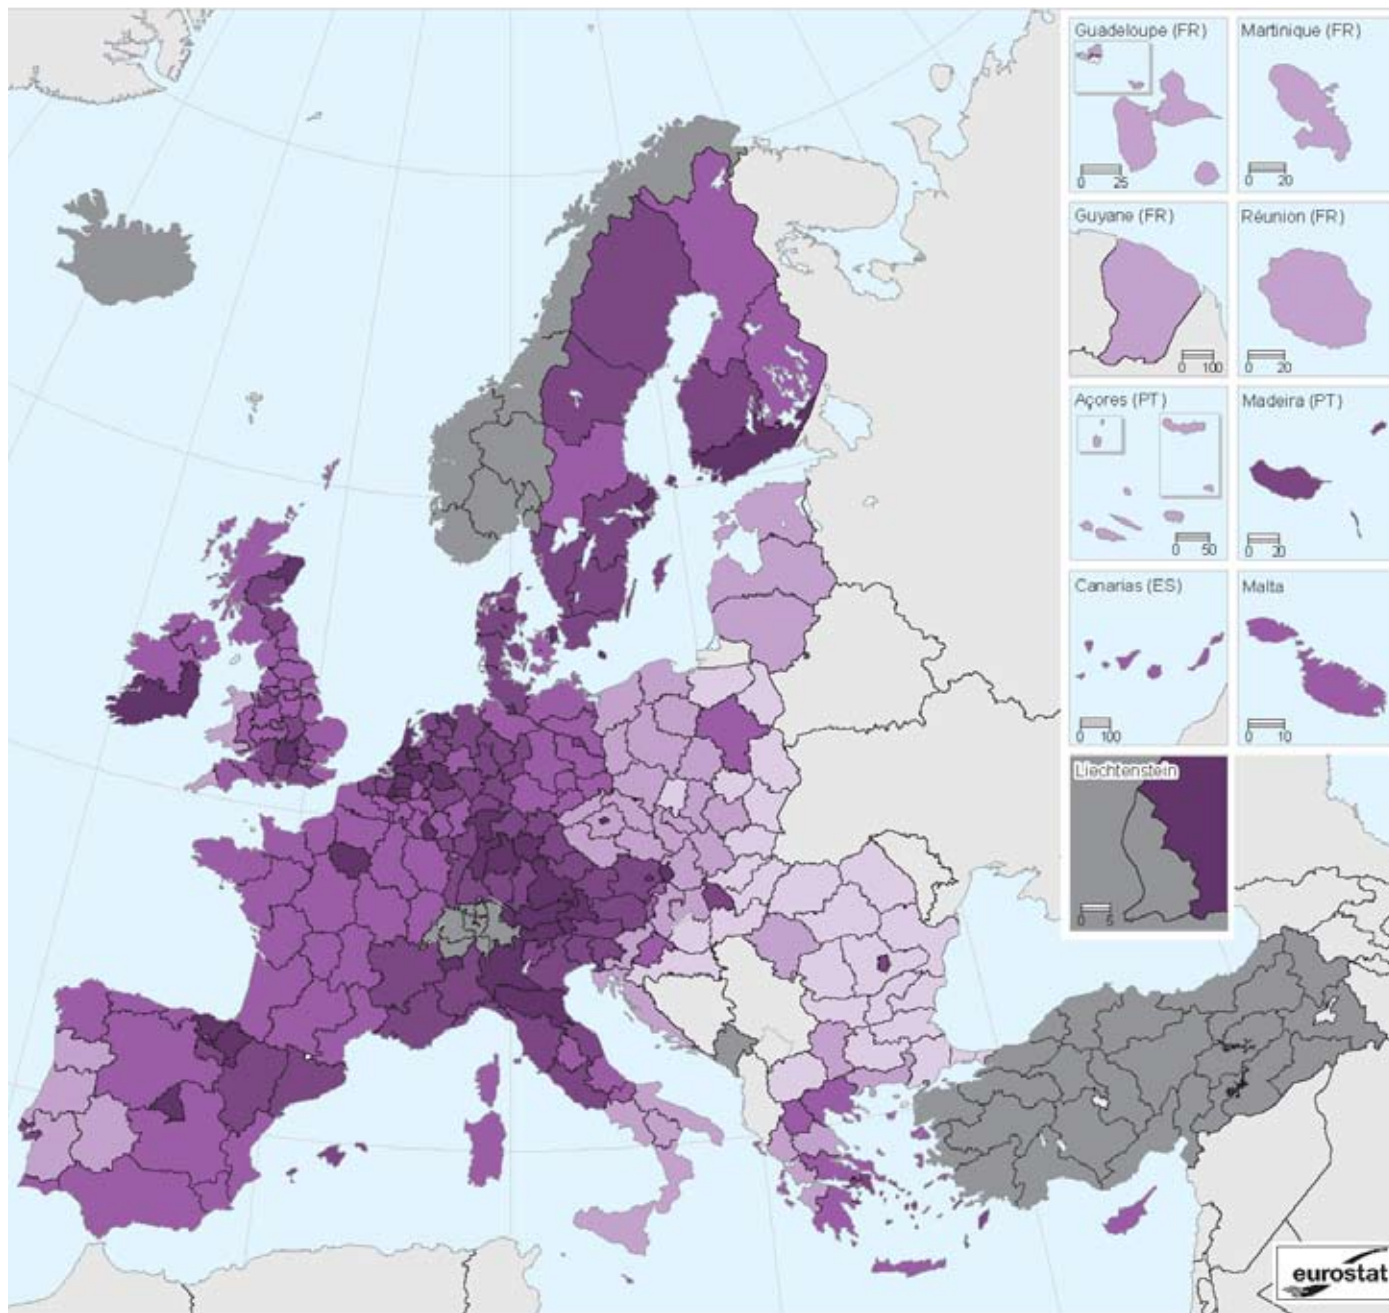 Guadeloupe (FR)
Martinique (FR)
0 25
0 20
Guyane (FR)
Réunion (FR)
0 100
0 20
Açores (PT)
Madeira (PT)
0 50
0 20
Canarias (ES)
Malta
0 100
0 10
Liechtenstein
0 5
eurostat